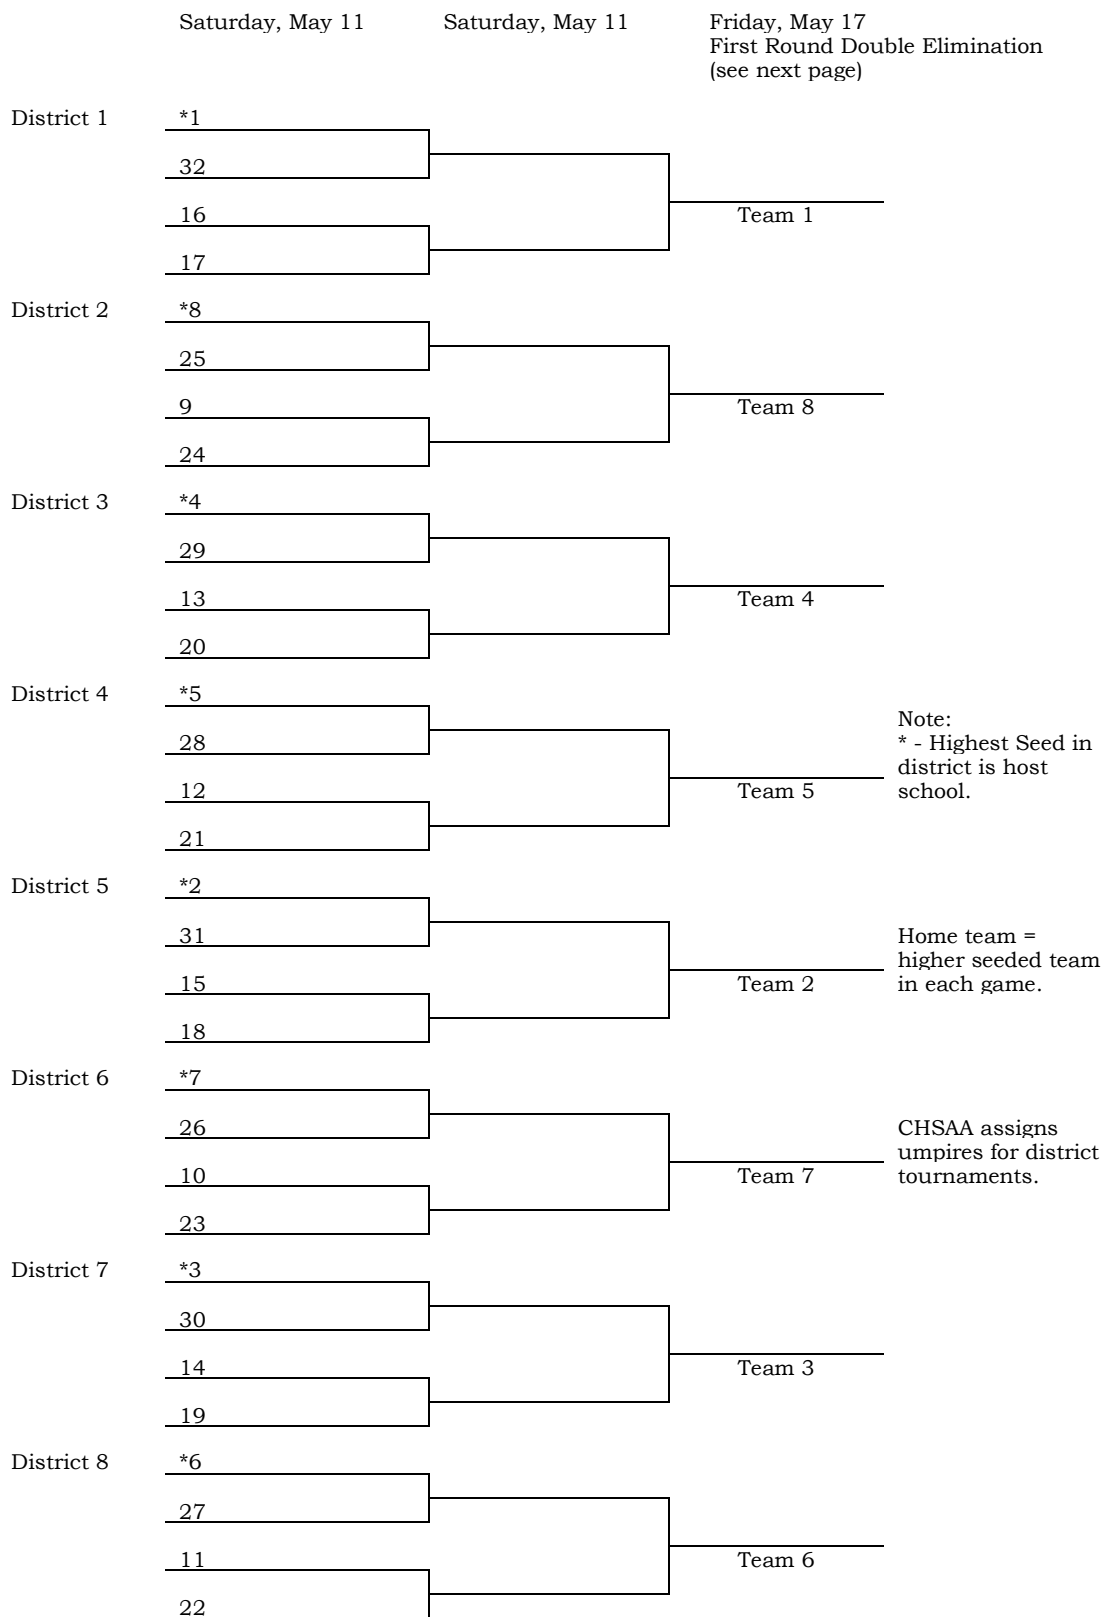 Saturday, May 11 Saturday, May 11 Friday, May 17
First Round Double Elimination
(see next page)
District 1 *1
32
16 Team 1
17
District 2 *8
25
9 Team 8
24
District 3 *4
29
13 Team 4
20
District 4 *5
Note:
28 * - Highest Seed in
district is host
12 Team 5 school.
21
District 5 *2
31 Home team =
higher seeded team
15 Team 2 in each game.
18
District 6 *7
26 CHSAA assigns
umpires for district
10 Team 7 tournaments.
23
District 7 *3
30
14 Team 3
19
District 8 *6
27
11 Team 6
22